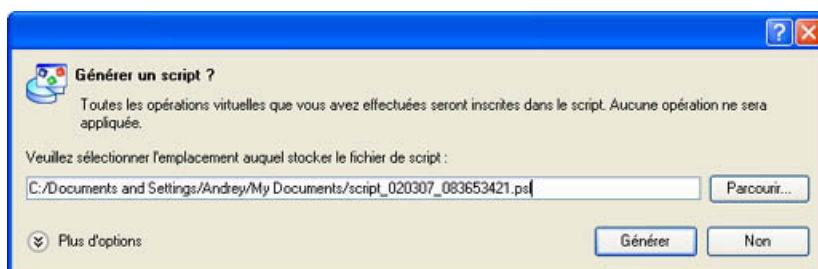 Générer un script ?
Toutes les opérations virtuelles que vous avez effectuées seront inscrites dans le script. Aucune opération ne sera
appliquée.
Veuillez sélectionner l'emplacement auquel stocker le fichier de script :
C:/Documents and Settings/Andrey/My Documents/script_020307_083653421.psl
Parcourir...
Plus d'options
Générer
Non